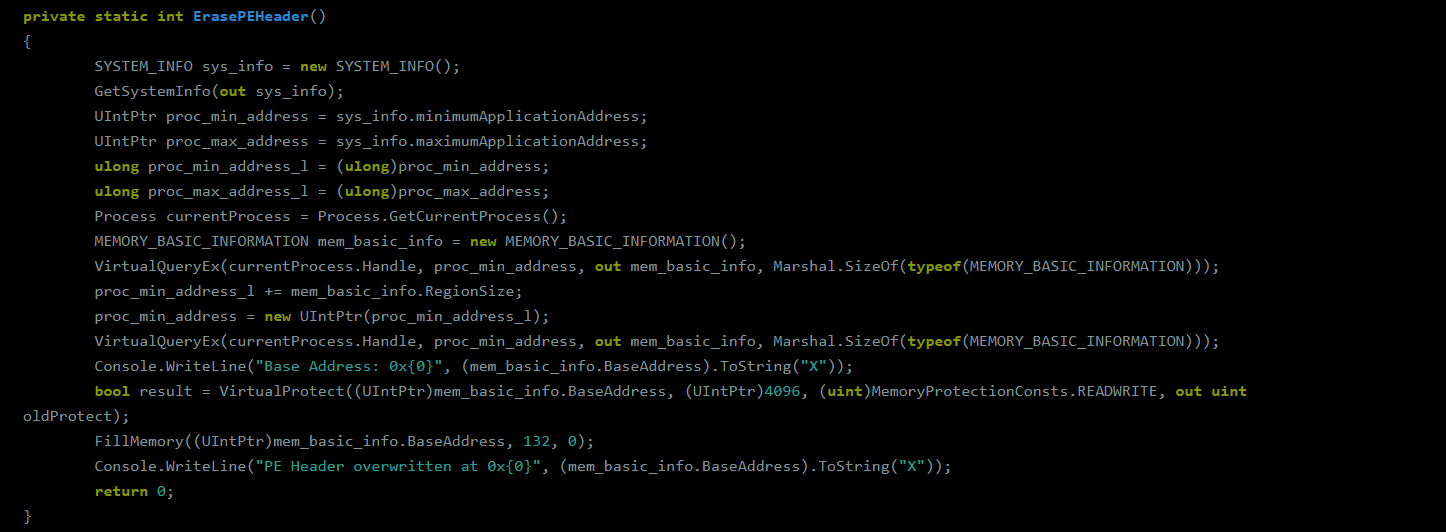 private static int ErasePEHeader()
{
        SYSTEM_INFO sys_info = new SYSTEM_INFO();
        GetSystemInfo(out sys_info);
        UIntPtr proc_min_address = sys_info.minimumApplicationAddress;
        UIntPtr proc_max_address = sys_info.maximumApplicationAddress;
        ulong proc_min_address_l = (ulong)proc_min_address;
        ulong proc_max_address_l = (ulong)proc_max_address;
        Process currentProcess = Process.GetCurrentProcess();
        MEMORY_BASIC_INFORMATION mem_basic_info = new MEMORY_BASIC_INFORMATION();
        VirtualQueryEx(currentProcess.Handle, proc_min_address, out mem_basic_info, Marshal.SizeOf(typeof(MEMORY_BASIC_INFORMATION)));
        proc_min_address_l += mem_basic_info.RegionSize;
        proc_min_address = new UIntPtr(proc_min_address_l);
        VirtualQueryEx(currentProcess.Handle, proc_min_address, out mem_basic_info, Marshal.SizeOf(typeof(MEMORY_BASIC_INFORMATION)));
        Console.WriteLine("Base Address: 0x{0}", (mem_basic_info.BaseAddress).ToString("X"));
        bool result = VirtualProtect((UIntPtr)mem_basic_info.BaseAddress, (UIntPtr)4096, (uint)MemoryProtectionConsts.READWRITE, out uint
oldProtect);
        FillMemory((UIntPtr)mem_basic_info.BaseAddress, 132, 0);
        Console.WriteLine("PE Header overwritten at 0x{0}", (mem_basic_info.BaseAddress).ToString("X"));
        return 0;
}